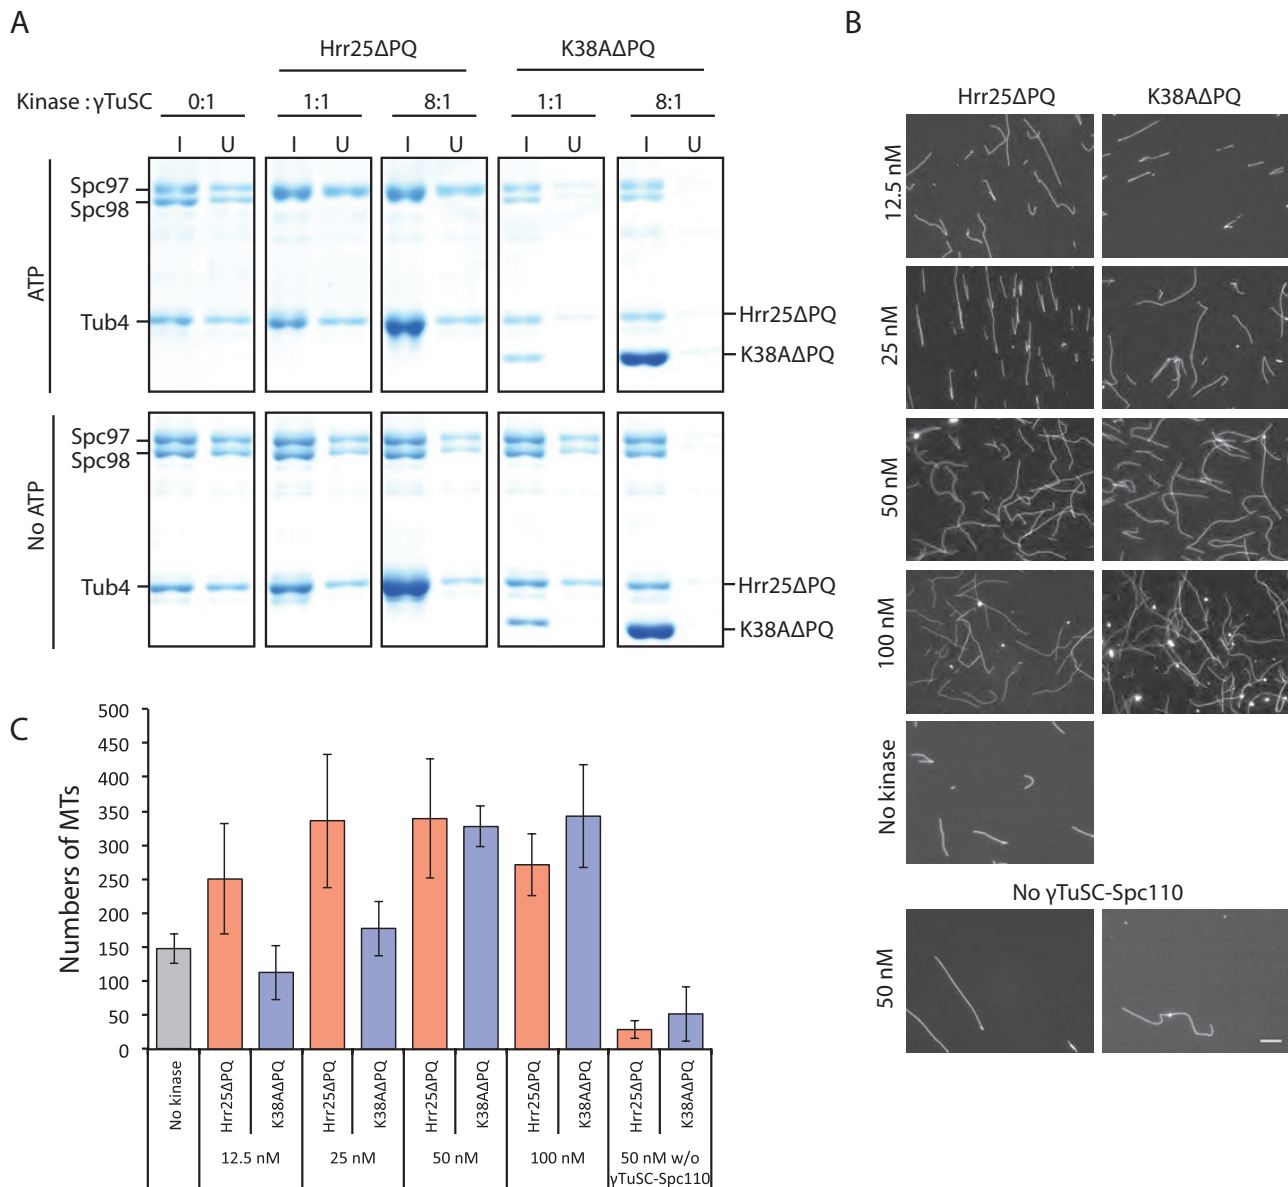 A
Hrr25ΔPQ
K38AΔPQ
Kinase : γTuSC
0:1
1:1
8:1
1:1
8:1
I U I U I U I U I U
ATP
Spc97
Spc98
Tub4
Hrr25ΔPQ
K38AΔPQ
No ATP
Spc97
Spc98
Tub4
Hrr25ΔPQ
K38AΔPQ
B
Hrr25ΔPQ
K38AΔPQ
12.5 nM
25 nM
50 nM
100 nM
No kinase
No γTuSC-Spc110
50 nM
C
Numbers of MTs
500
450
400
350
300
250
200
150
100
50
0
No kinase
Hrr25ΔPQ
K38AΔPQ
Hrr25ΔPQ
K38AΔPQ
Hrr25ΔPQ
K38AΔPQ
Hrr25ΔPQ
K38AΔPQ
Hrr25ΔPQ
K38AΔPQ
12.5 nM
25 nM
50 nM
100 nM
50 nM w/o
γTuSC-Spc110